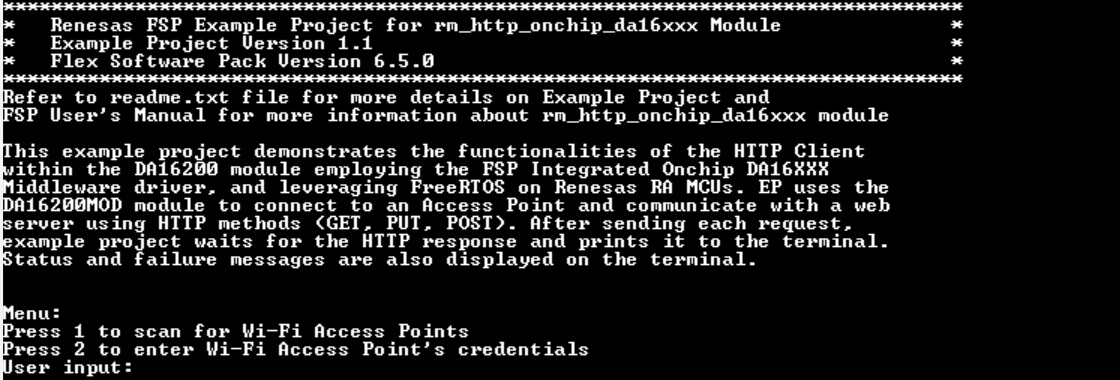 ********************************************************************************
*   Renesas FSP Example Project for rm_http_onchip_da16xxx Module              *
*   Example Project Version 1.1                                                *
*   Flex Software Pack Version 6.5.0                                           *
********************************************************************************
Refer to readme.txt file for more details on Example Project and
FSP User's Manual for more information about rm_http_onchip_da16xxx module
This example project demonstrates the functionalities of the HTTP Client
within the DA16200 module employing the FSP Integrated Onchip DA16XXX
Middleware driver, and leveraging FreeRTOS on Renesas RA MCUs. EP uses the
DA16200MOD module to connect to an Access Point and communicate with a web
server using HTTP methods (GET, PUT, POST). After sending each request,
example project waits for the HTTP response and prints it to the terminal.
Status and failure messages are also displayed on the terminal.
Menu:
Press 1 to scan for Wi-Fi Access Points
Press 2 to enter Wi-Fi Access Point's credentials
User input: